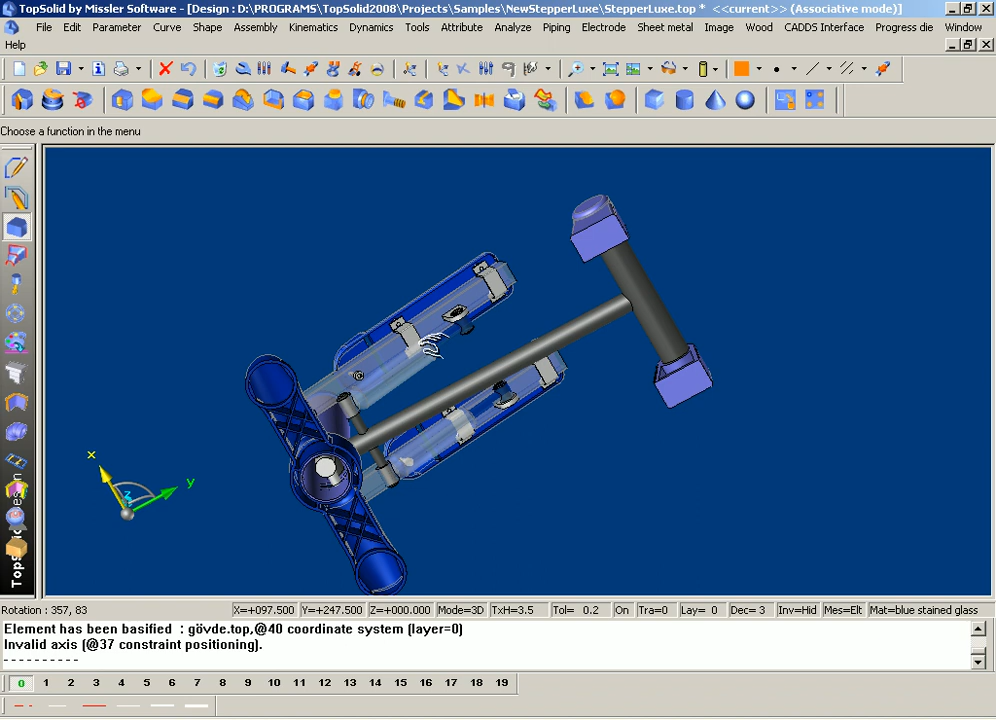 TopSolid by Missler Software - [Design : D:\PROGRAMS\TopSolid2008\Projects\Samples\NewStepperLuxe\StepperLuxe.top * <<current>> (Associative mode)]
File Edit Parameter Curve Shape Assembly Kinematics Dynamics Tools Attribute Analyze Piping Electrode Sheet metal Image Wood CADDS Interface Progress die Window
Help
Choose a function in the menu
x
y
z
TopSolid'Design
Rotation : 357, 83 X=+097.500 Y=+247.500 Z=+000.000 Mode=3D TxH=3.5 Tol= 0.2 On Tra=0 Lay= 0 Dec= 3 Inv=Hid Mes=Elt Mat=blue stained glass
Element has been basified : gövde.top,@40 coordinate system (layer=0)
Invalid axis (@37 constraint positioning).
----------
0 1 2 3 4 5 6 7 8 9 10 11 12 13 14 15 16 17 18 19